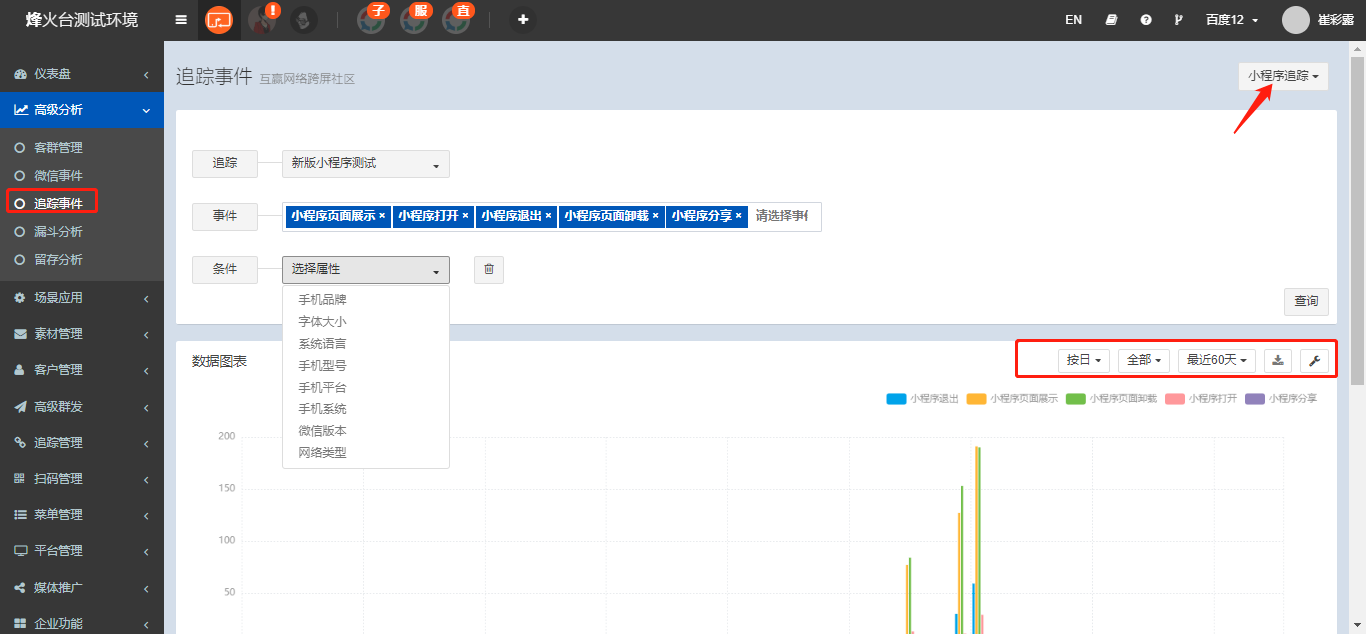 烽火台测试环境
!
子
服
直
EN
百度12
崔彩霞
仪表盘
高级分析
客群管理
微信事件
追踪事件
漏斗分析
留存分析
场景应用
素材管理
客户管理
高级群发
追踪管理
扫码管理
菜单管理
平台管理
媒体推广
企业功能
追踪事件 互赢网络跨屏社区
小程序追踪
追踪 新版小程序测试
事件 小程序页面展示 × 小程序打开 × 小程序退出 × 小程序页面卸载 × 小程序分享 × 请选择事件
条件 选择属性
手机品牌
字体大小
系统语言
手机型号
手机平台
手机系统
微信版本
网络类型
查询
数据图表
按日 全部 最近60天
小程序退出 小程序页面展示 小程序页面卸载 小程序打开 小程序分享
200
150
100
50